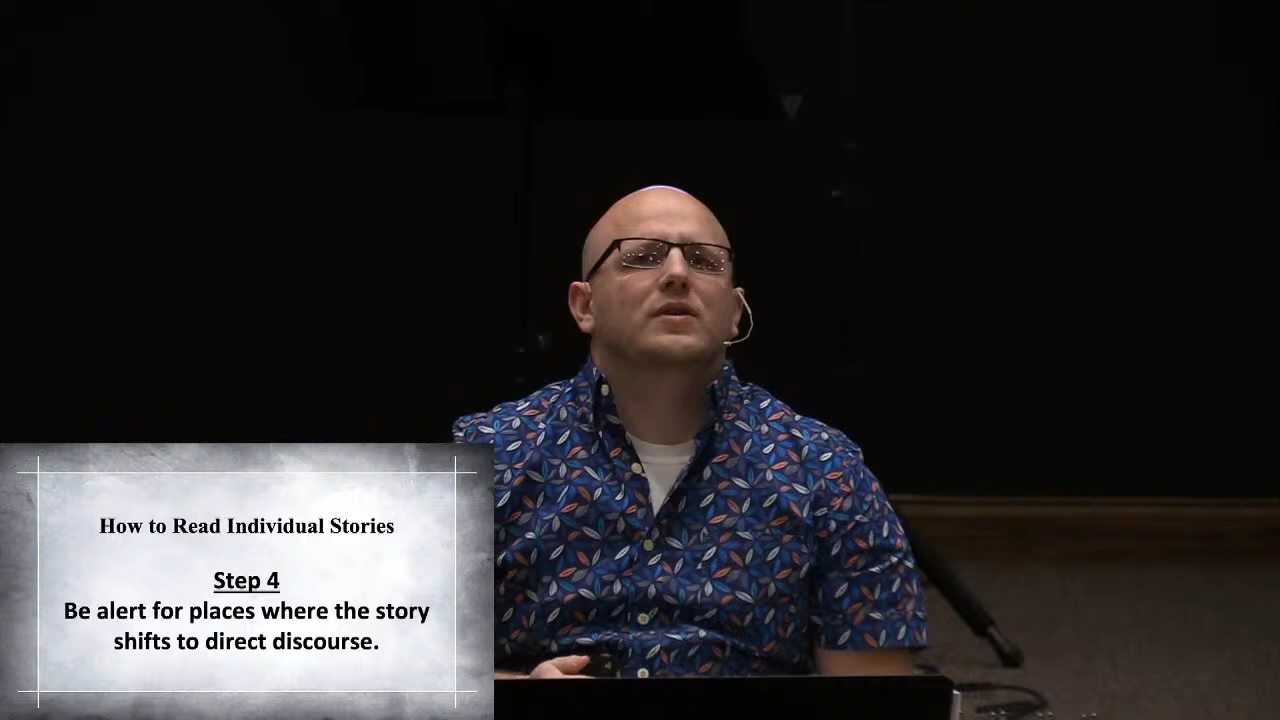 How to Read Individual Stories
Step 4
Be alert for places where the story
shifts to direct discourse.